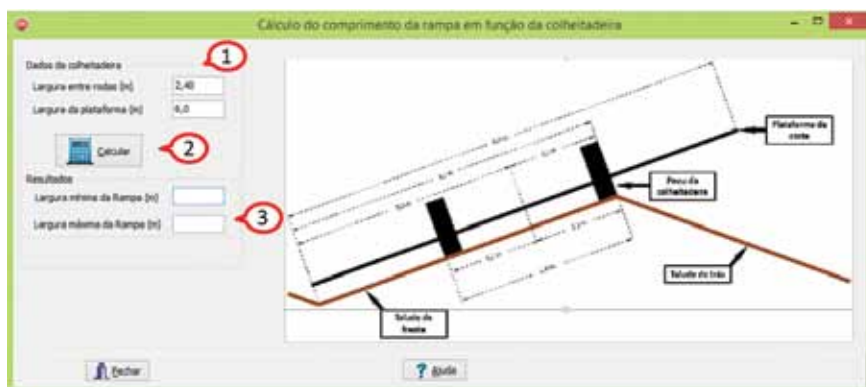 Cálculo do comprimento da rampa em função da colheitadeira
1
Dados da colheitadeira
Largura entre rodas (m) 2,40
Largura da plataforma (m) 6,0
Calcular
2
Resultados
Largura mínima da Rampa (m)
Largura máxima da Rampa (m)
3
Plataforma de
corte
Pneu da
colheitadeira
Talude de trás
Talude de
frente
Fechar
? Ajuda